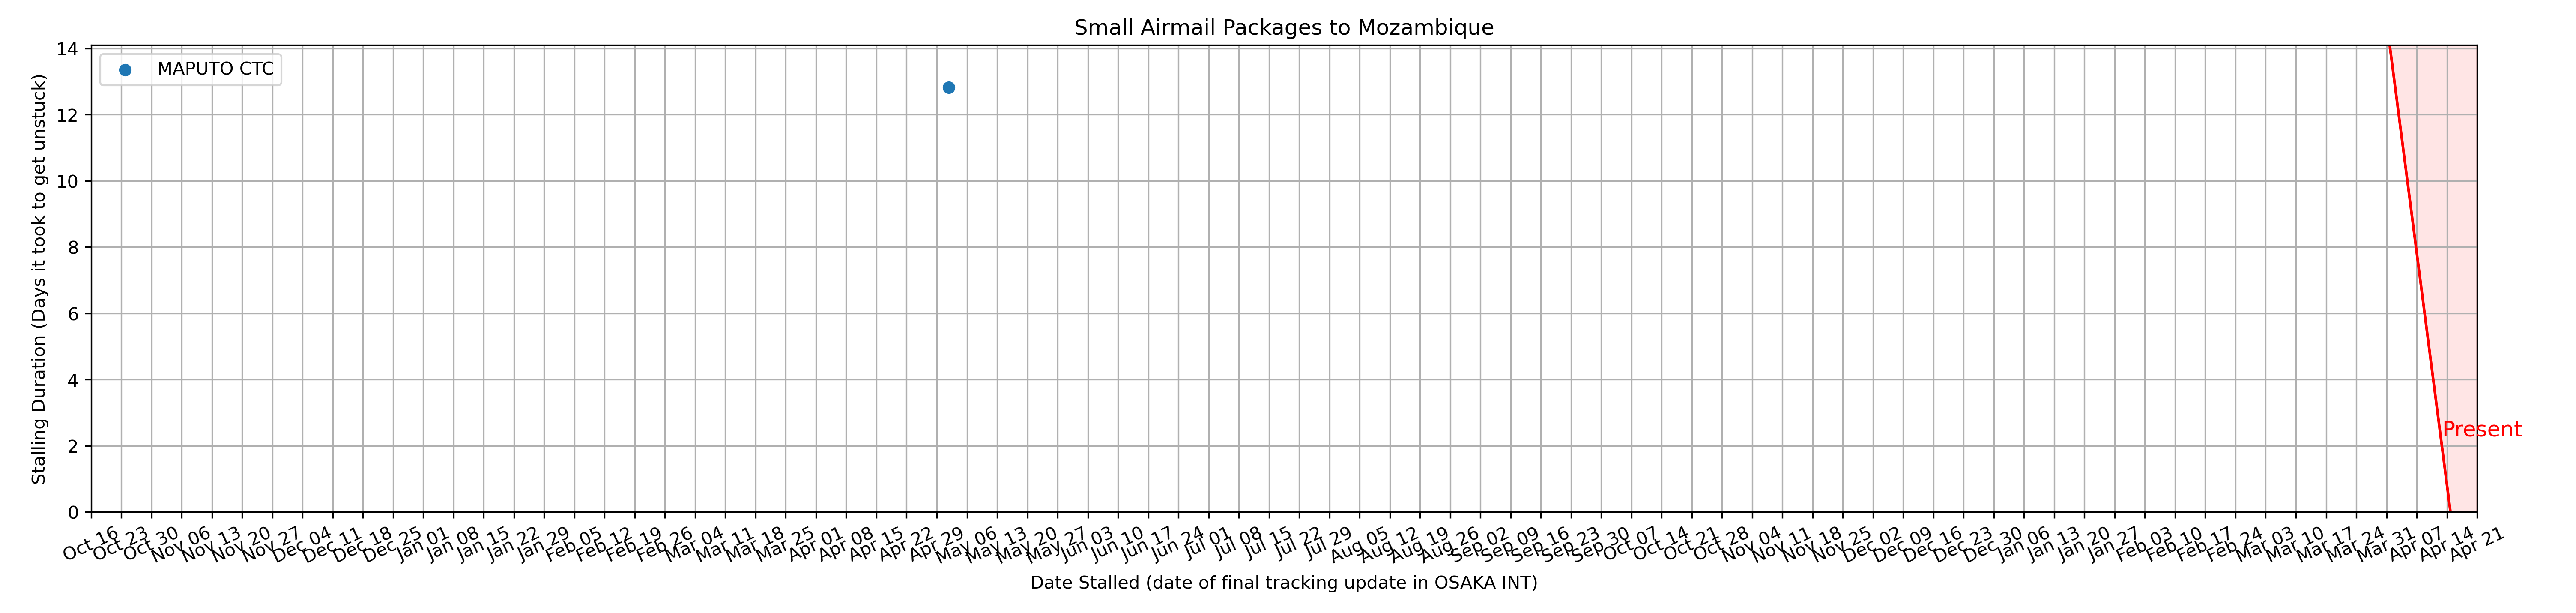 Small Airmail Packages to Mozambique
MAPUTO CTC
Stalling Duration (Days it took to get unstuck)
14
12
10
8
6
4
2
0
Present
Oct 16
Oct 23
Oct 30
Nov 06
Nov 13
Nov 20
Nov 27
Dec 04
Dec 11
Dec 18
Dec 25
Jan 01
Jan 08
Jan 15
Jan 22
Jan 29
Feb 05
Feb 12
Feb 19
Feb 26
Mar 04
Mar 11
Mar 18
Mar 25
Apr 01
Apr 08
Apr 15
Apr 22
Apr 29
May 06
May 13
May 20
May 27
Jun 03
Jun 10
Jun 17
Jun 24
Jul 01
Jul 08
Jul 15
Jul 22
Jul 29
Aug 05
Aug 12
Aug 19
Aug 26
Sep 02
Sep 09
Sep 16
Sep 23
Sep 30
Oct 07
Oct 14
Oct 21
Oct 28
Nov 04
Nov 11
Nov 18
Nov 25
Dec 02
Dec 09
Dec 16
Dec 23
Dec 30
Jan 06
Jan 13
Jan 20
Jan 27
Feb 03
Feb 10
Feb 17
Feb 24
Mar 03
Mar 10
Mar 17
Mar 24
Mar 31
Apr 07
Apr 14
Apr 21
Date Stalled (date of final tracking update in OSAKA INT)